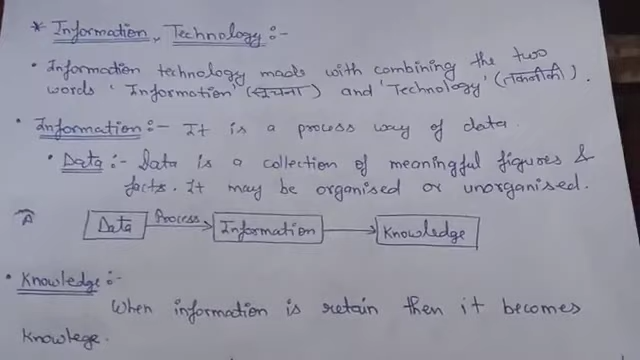 * Information, Technology:-
• Information technology made with combining the two
words 'Information' (सूचना) and 'Technology' (तकनीकी).
• Information:- It is a process way of data.
• Data:- Data is a collection of meaningful figures &
facts. It may be organised or unorganised.
Data Process Information Knowledge
• Knowledge:-
When information is retain then it becomes
Knowlege.